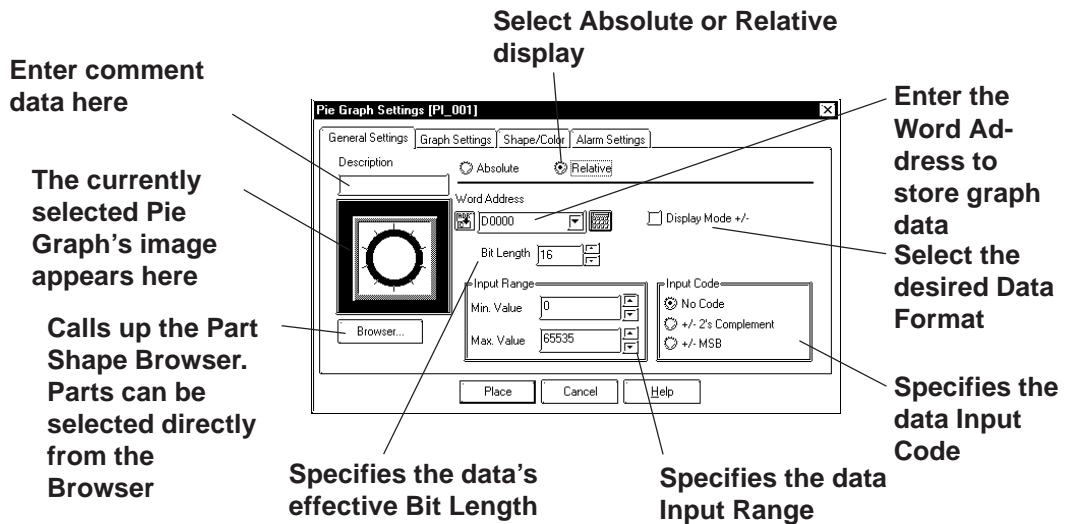 Select Absolute or Relative
display
Enter comment
data here
The currently
selected Pie
Graph's image
appears here
Calls up the Part
Shape Browser.
Parts can be
selected directly
from the
Browser
Pie Graph Settings [PI_001]
General Settings Graph Settings Shape/Color Alarm Settings
Description
Absolute Relative
Word Address
D0000
Display Mode +/-
Bit Length 16
Input Range
Min. Value 0
Max. Value 65535
Input Code
No Code
+/- 2's Complement
+/- MSB
Browser...
Place Cancel Help
Enter the
Word Ad-
dress to
store graph
data
Select the
desired Data
Format
Specifies the
data Input
Code
Specifies the data's
effective Bit Length
Specifies the data
Input Range